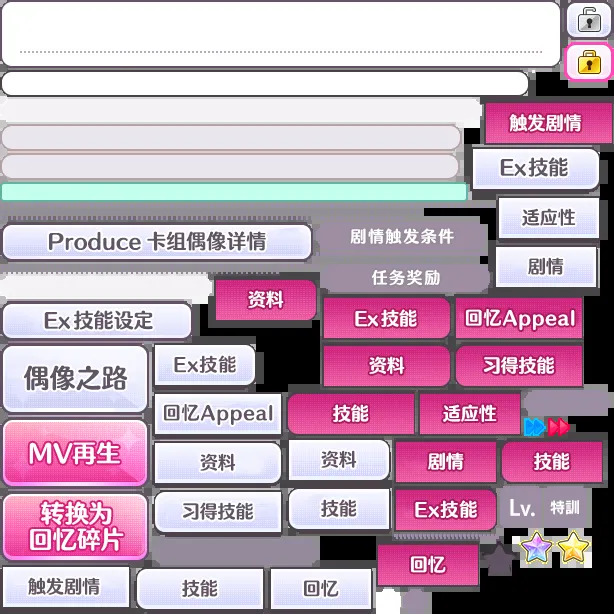 触发剧情
Ex技能
适应性
Produce 卡组偶像详情
剧情触发条件
剧情
任务奖励
资料
Ex技能设定
Ex技能
回忆Appeal
偶像之路
Ex技能
资料
习得技能
回忆Appeal
技能
适应性
MV再生
资料
资料
剧情
技能
转换为
回忆碎片
习得技能
技能
Ex技能
Lv.
特訓
回忆
触发剧情
技能
回忆